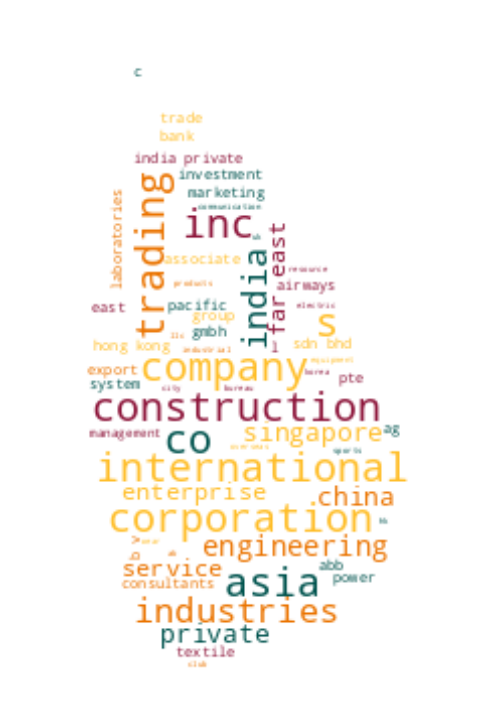 c
trade
bank
india private
investment
marketing
communication
laboratories
trading
inc
india
far east
associate
resource
products
airways
east
pacific
electric
group
s
gmbh
llc
hong kong
industrial
l
sdn bhd
company
equipment
export
korea
system
city
bureau
pte
construction
management
co
singapore
ag
overseas
sports
international
enterprise
china
corporation
engineering
service
abb
consultants
asia
power
industries
private
textile
club